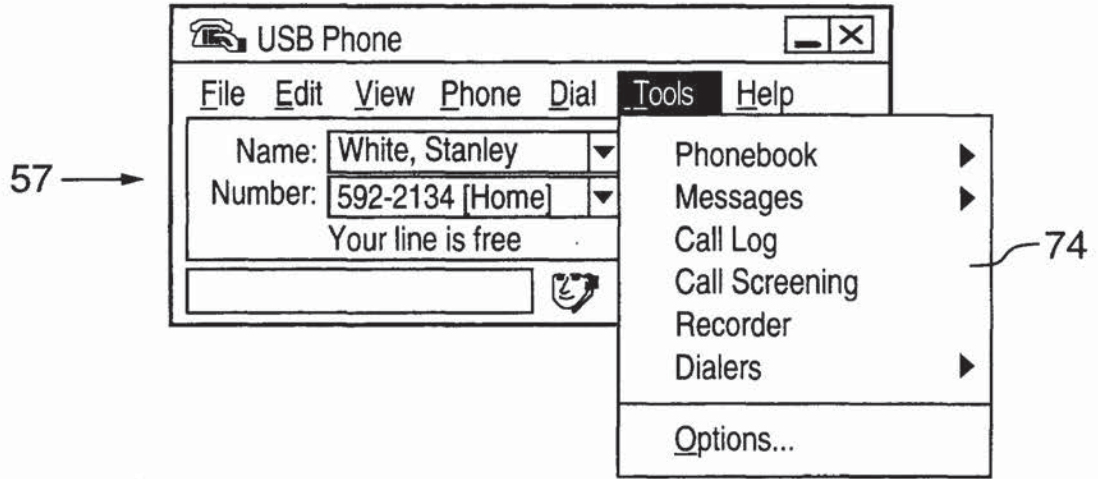 USB Phone
File Edit View Phone Dial Tools Help
57
Name: White, Stanley
Number: 592-2134 [Home]
Your line is free
Phonebook
Messages
Call Log
Call Screening
Recorder
Dialers
Options...
74